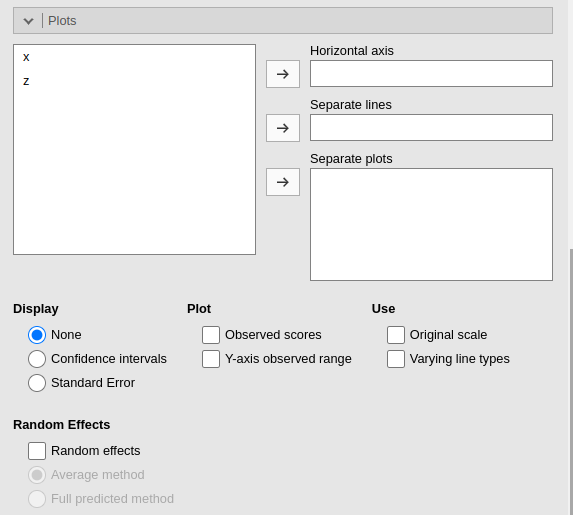 Plots
x
z
Horizontal axis
Separate lines
Separate plots
Display
None
Confidence intervals
Standard Error
Plot
Observed scores
Y-axis observed range
Use
Original scale
Varying line types
Random Effects
Random effects
Average method
Full predicted method